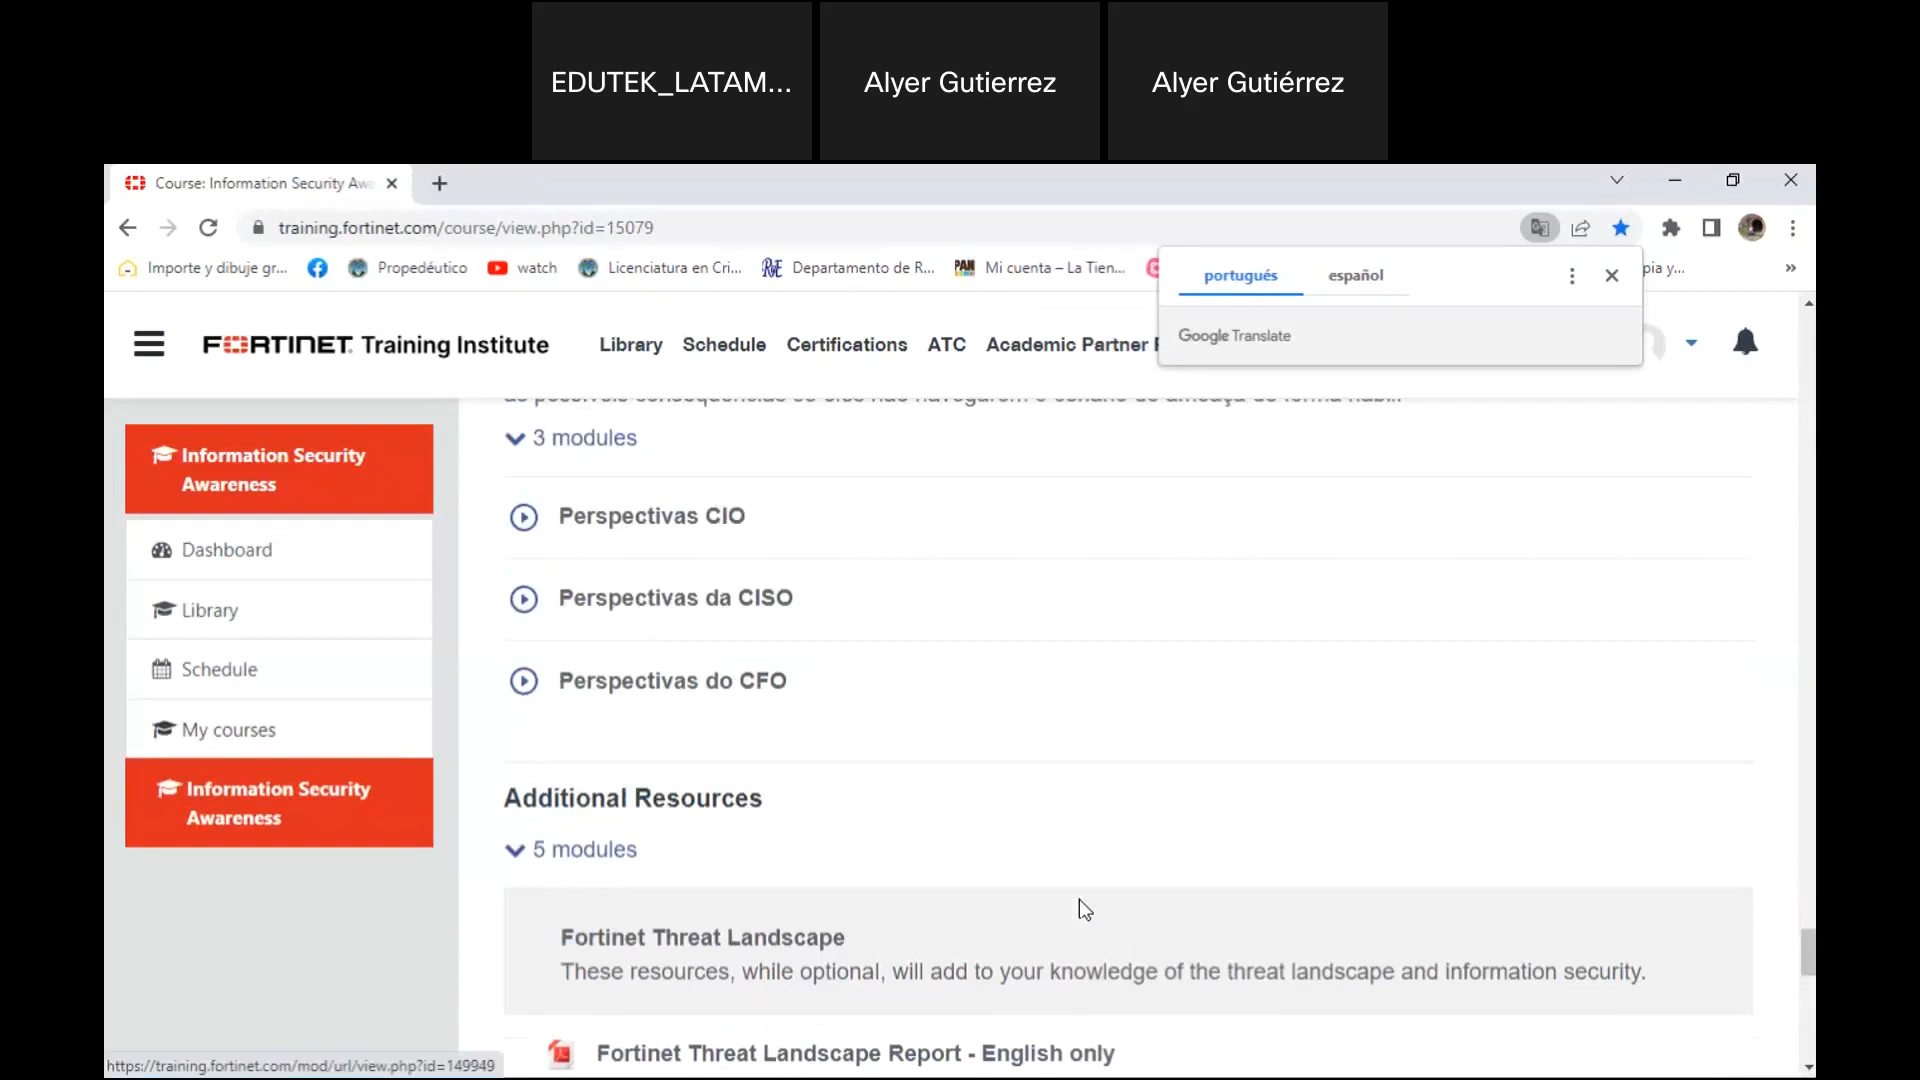 EDUTEK_LATAM...
Alyer Gutierrez
Alyer Gutiérrez
Course: Information Security Awa
training.fortinet.com/course/view.php?id=15079
Importe y dibuje gr...
Propedéutico
watch
Licenciatura en Cri...
Departamento de R...
Mi cuenta – La Tien...
pia y...
»
portugués
español
Google Translate
FORTINET Training Institute
Library
Schedule
Certifications
ATC
Academic Partner
3 modules
Perspectivas CIO
Perspectivas da CISO
Perspectivas do CFO
Additional Resources
5 modules
Fortinet Threat Landscape
These resources, while optional, will add to your knowledge of the threat landscape and information security.
Fortinet Threat Landscape Report - English only
Information Security
Awareness
Dashboard
Library
Schedule
My courses
Information Security
Awareness
https://training.fortinet.com/mod/url/view.php?id=149949